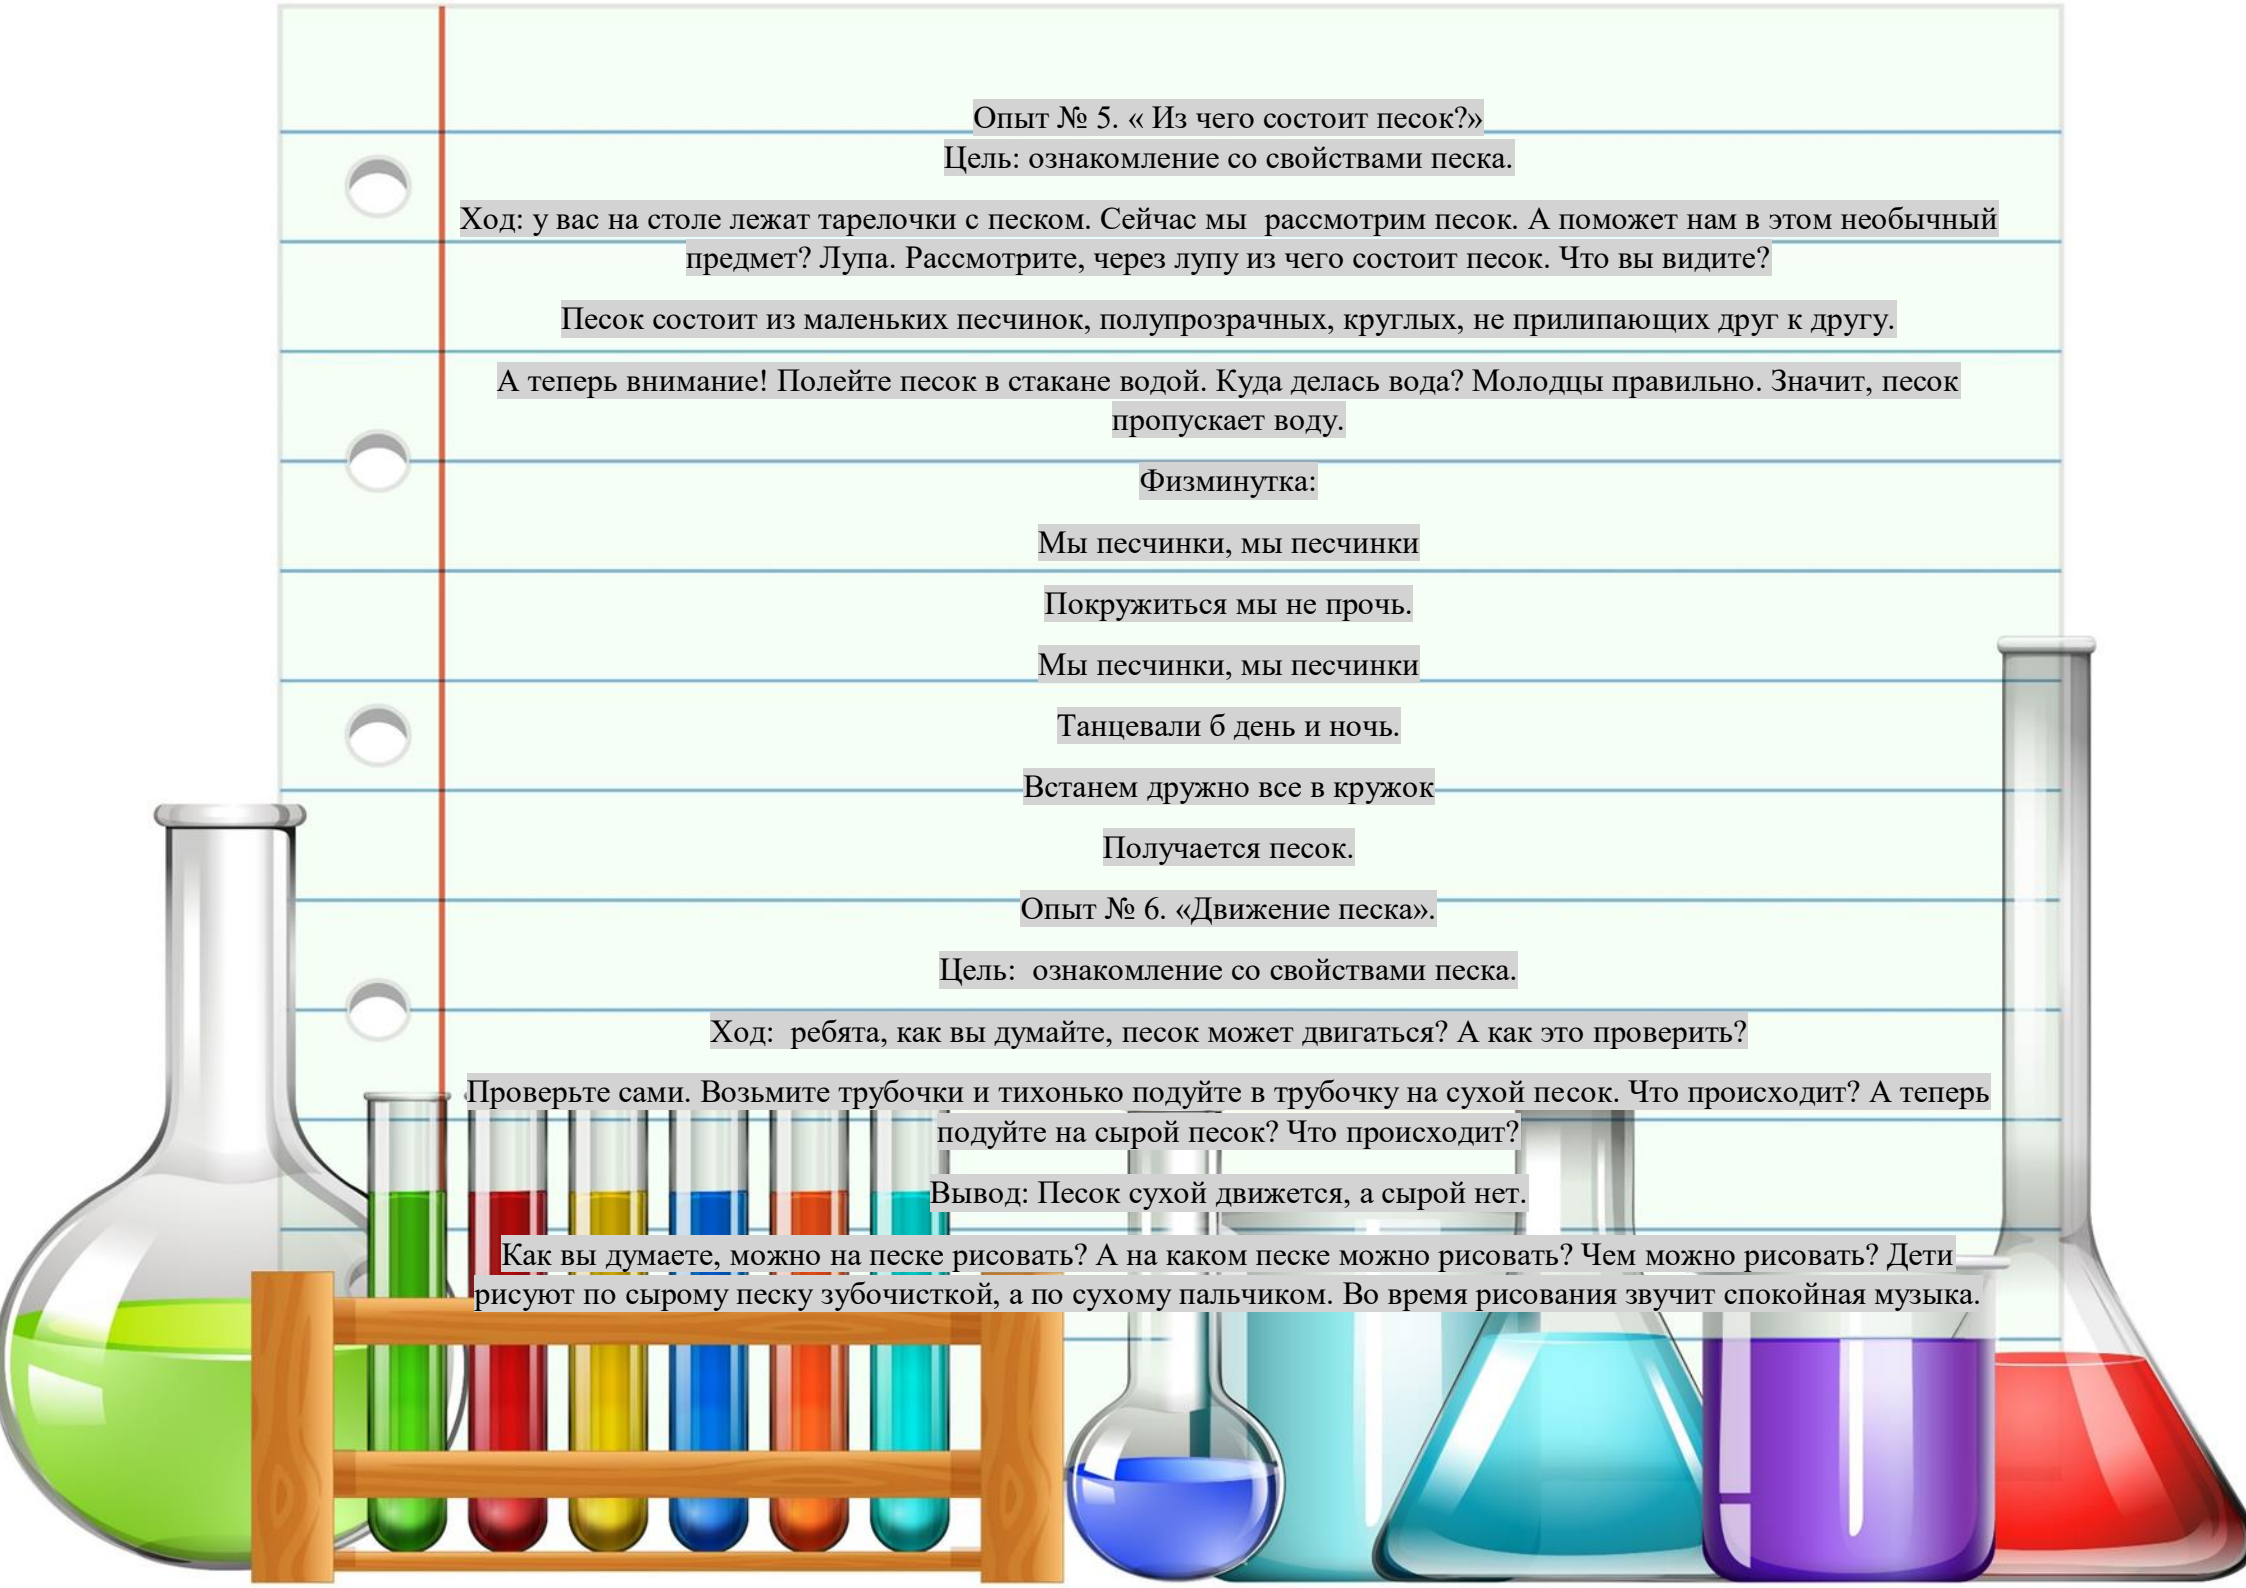 Опыт № 5. « Из чего состоит песок?»
Цель: ознакомление со свойствами песка.
Ход: у вас на столе лежат тарелочки с песком. Сейчас мы  рассмотрим песок. А поможет нам в этом необычный
предмет? Лупа. Рассмотрите, через лупу из чего состоит песок. Что вы видите?
Песок состоит из маленьких песчинок, полупрозрачных, круглых, не прилипающих друг к другу.
А теперь внимание! Полейте песок в стакане водой. Куда делась вода? Молодцы правильно. Значит, песок
пропускает воду.
Физминутка:
Мы песчинки, мы песчинки
Покружиться мы не прочь.
Мы песчинки, мы песчинки
Танцевали б день и ночь.
Встанем дружно все в кружок
Получается песок.
Опыт № 6. «Движение песка».
Цель:  ознакомление со свойствами песка.
Ход:  ребята, как вы думайте, песок может двигаться? А как это проверить?
Проверьте сами. Возьмите трубочки и тихонько подуйте в трубочку на сухой песок. Что происходит? А теперь
подуйте на сырой песок? Что происходит?
Вывод: Песок сухой движется, а сырой нет.
Как вы думаете, можно на песке рисовать? А на каком песке можно рисовать? Чем можно рисовать? Дети
рисуют по сырому песку зубочисткой, а по сухому пальчиком. Во время рисования звучит спокойная музыка.